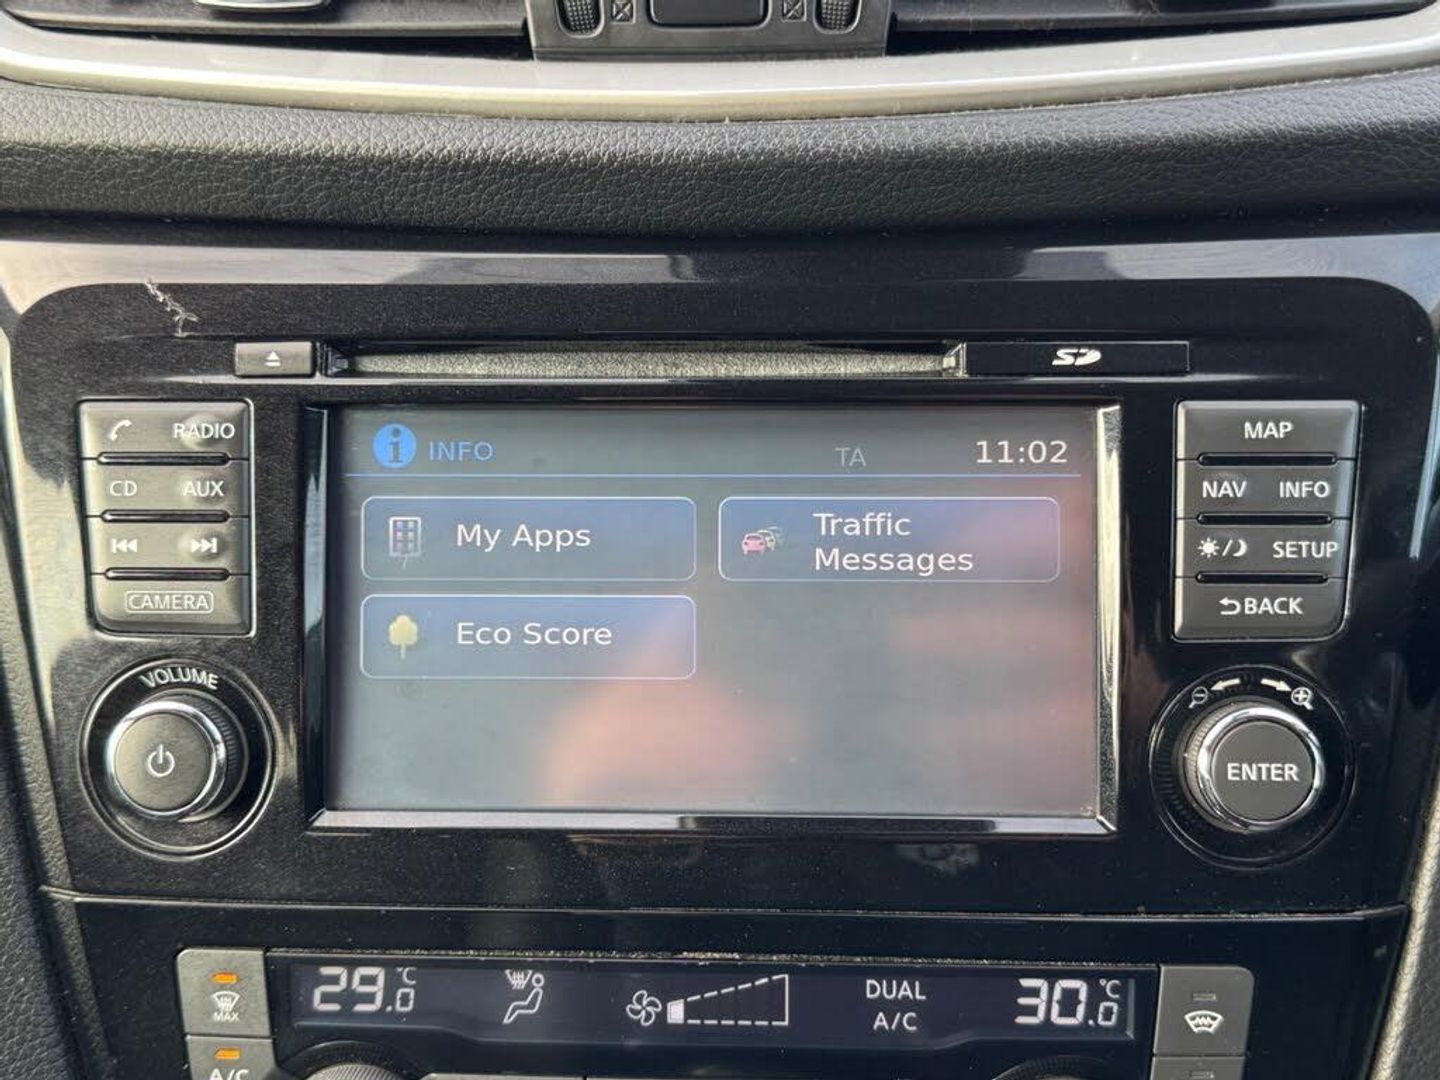 SD
RADIO
CD AUX
CAMERA
VOLUME
INFO TA 11:02
My Apps
Traffic
Messages
Eco Score
MAP
NAV INFO
SETUP
BACK
ENTER
MAX
A/C
29.0 °C
DUAL
A/C
30.0 °C